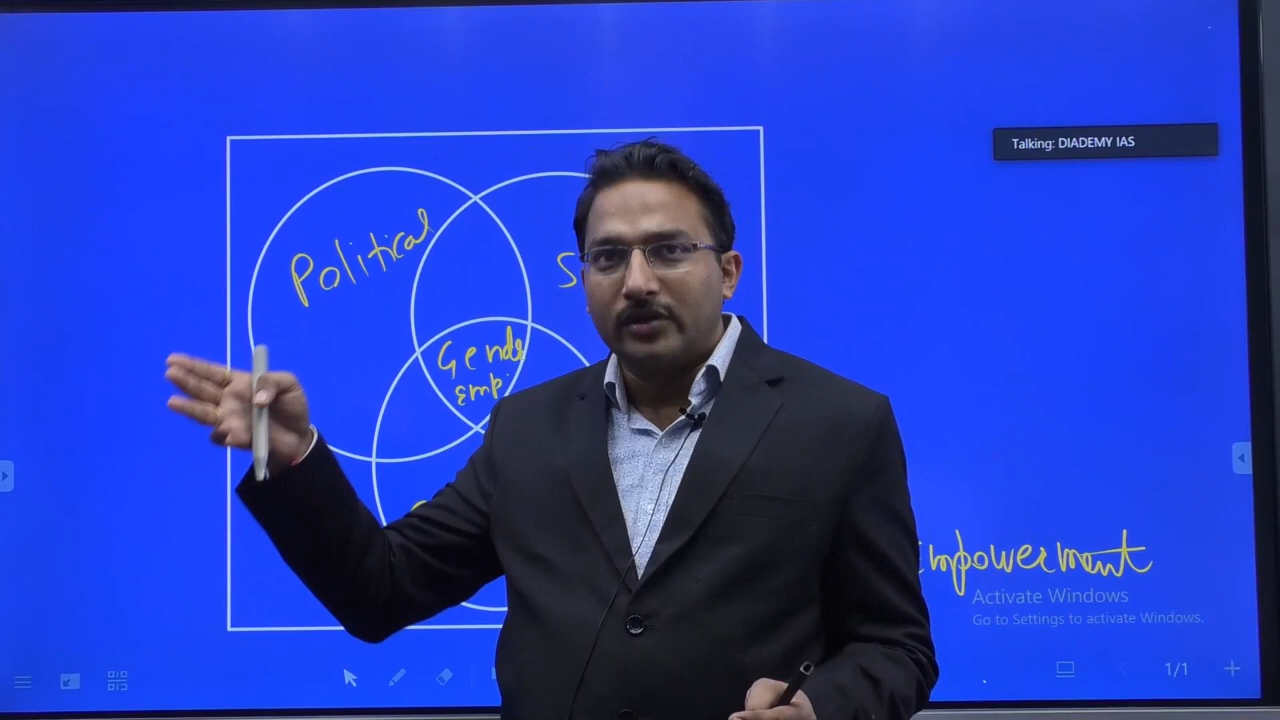 Talking: DIADEMY IAS
Political
S
Gende
Emp.
Empowerment
Activate Windows
Go to Settings to activate Windows.
1/1